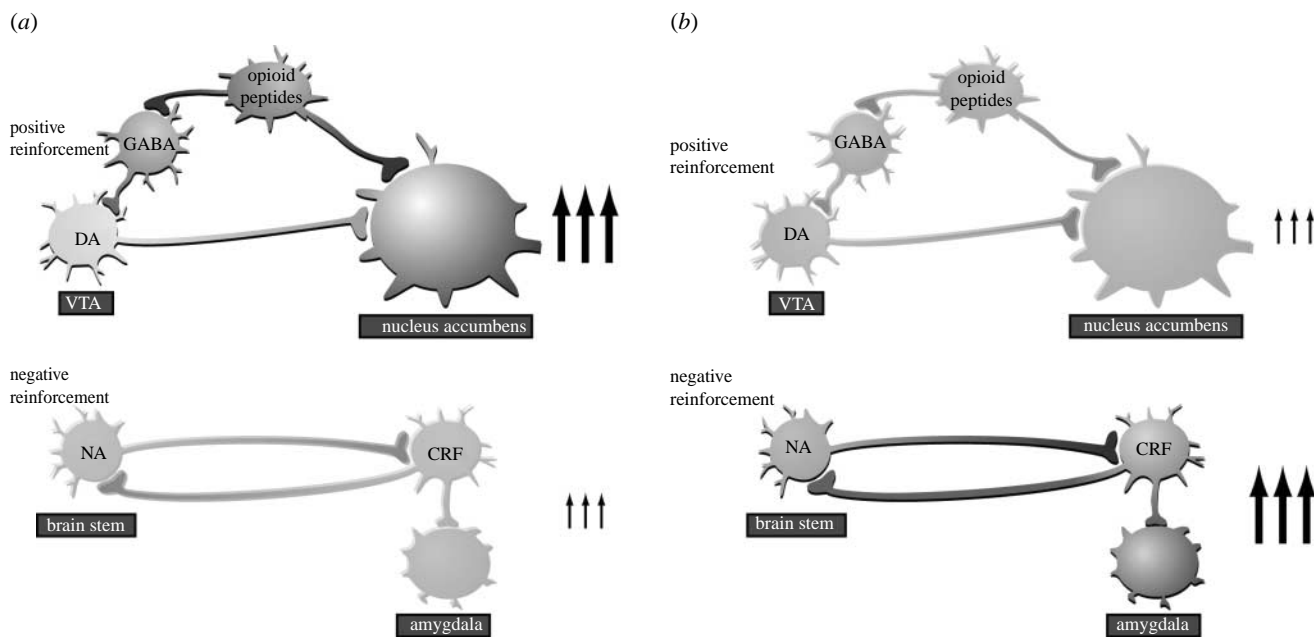 (a)
opioid
peptides
positive
reinforcement
GABA
DA
VTA
nucleus accumbens
negative
reinforcement
NA
CRF
brain stem
amygdala
(b)
opioid
peptides
positive
reinforcement
GABA
DA
VTA
nucleus accumbens
negative
reinforcement
NA
CRF
brain stem
amygdala